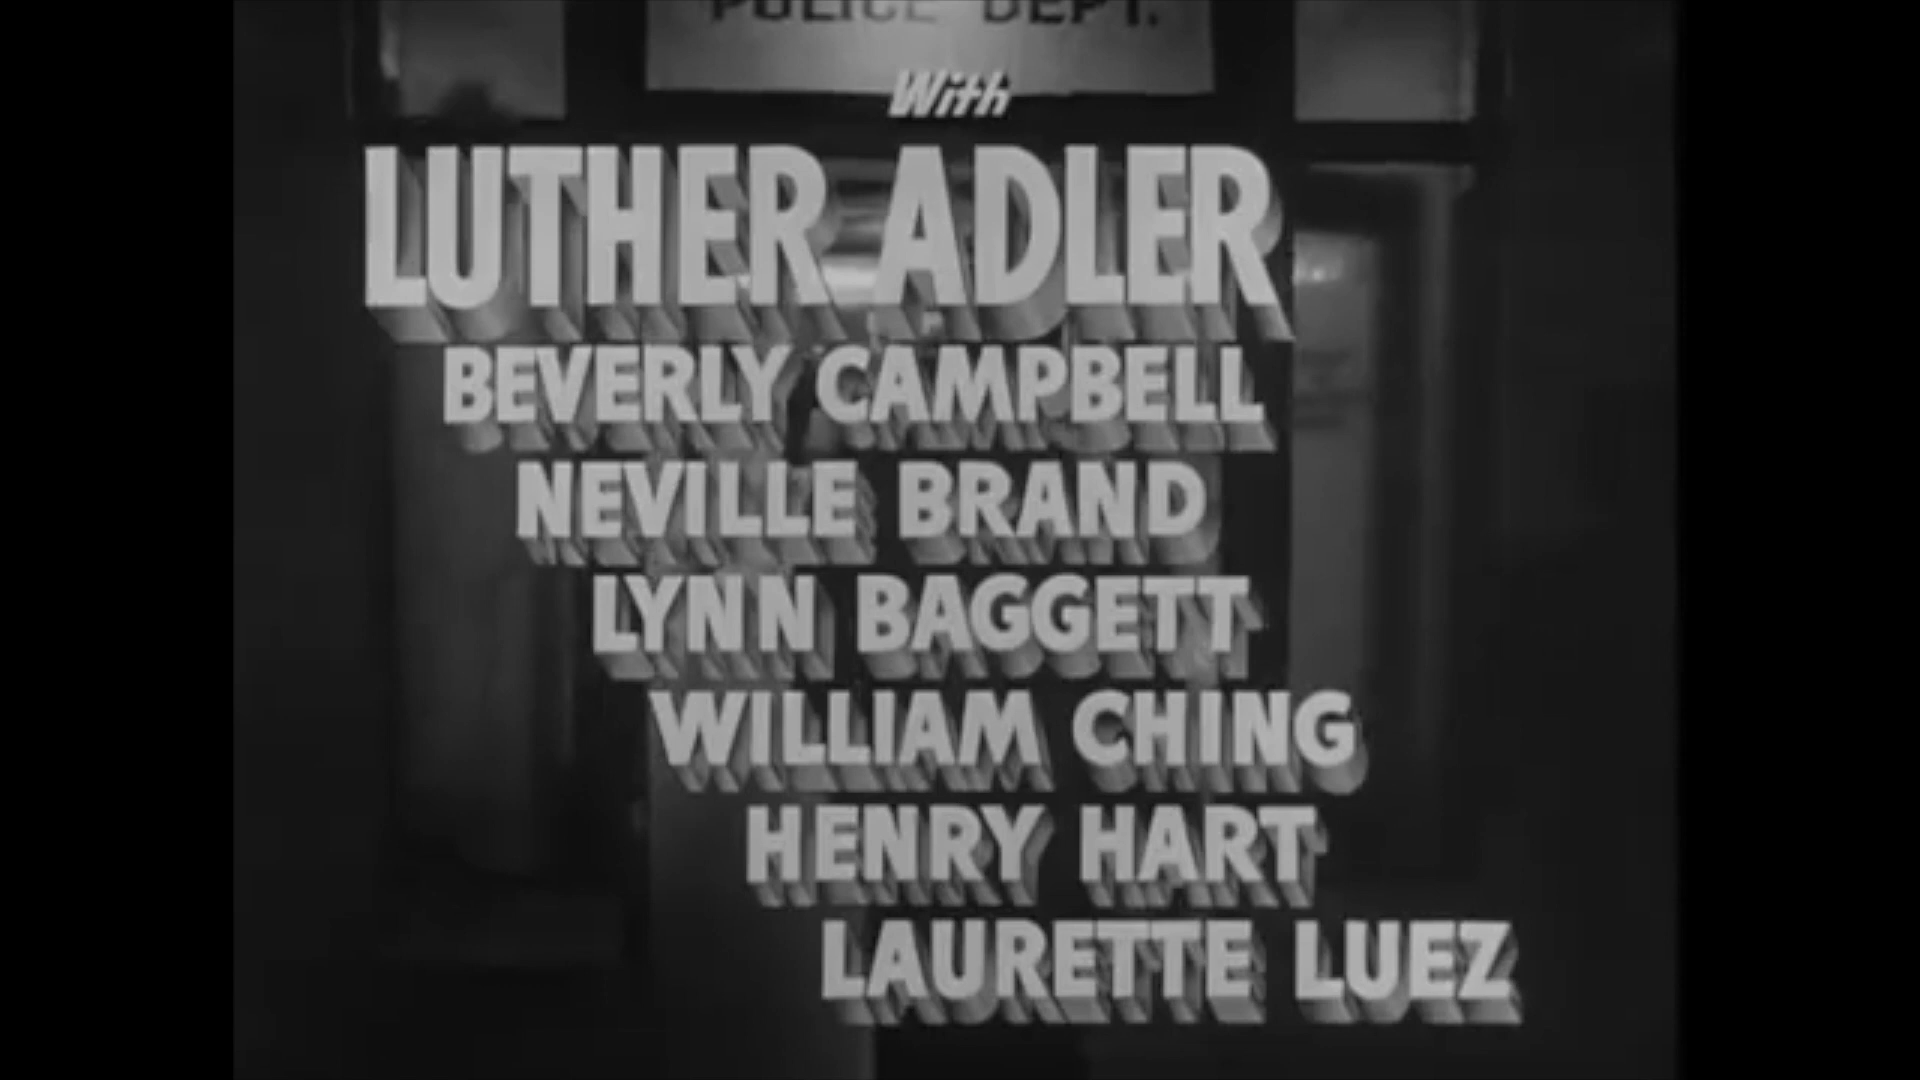 POLICE DEPT.
With
LUTHER ADLER
BEVERLY CAMPBELL
NEVILLE BRAND
LYNN BAGGETT
WILLIAM CHING
HENRY HART
LAURETTE LUEZ